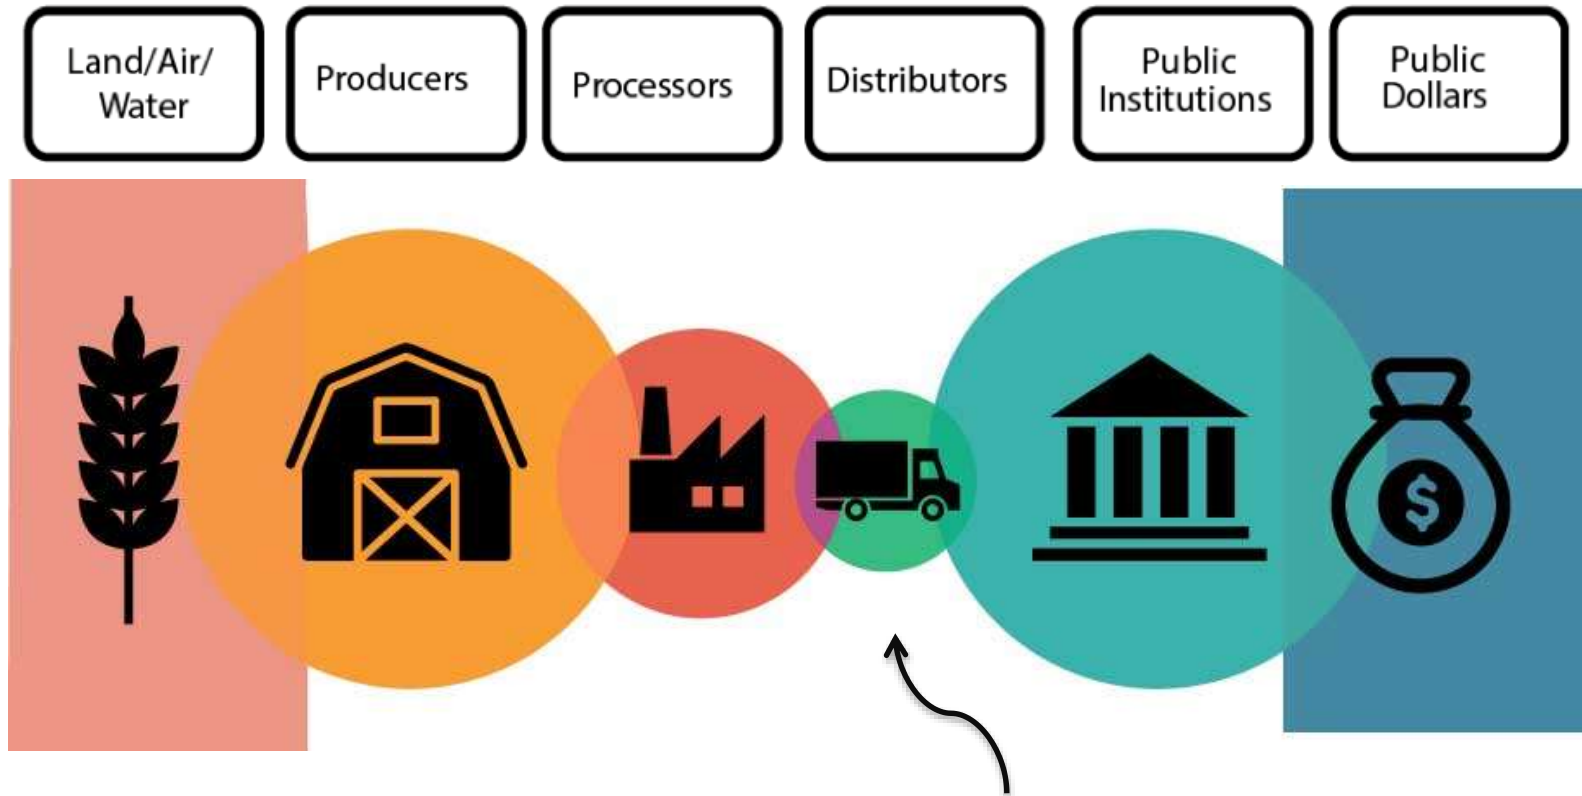 Land/Air/
Water
Producers
Processors
Distributors
Public
Institutions
Public
Dollars
$